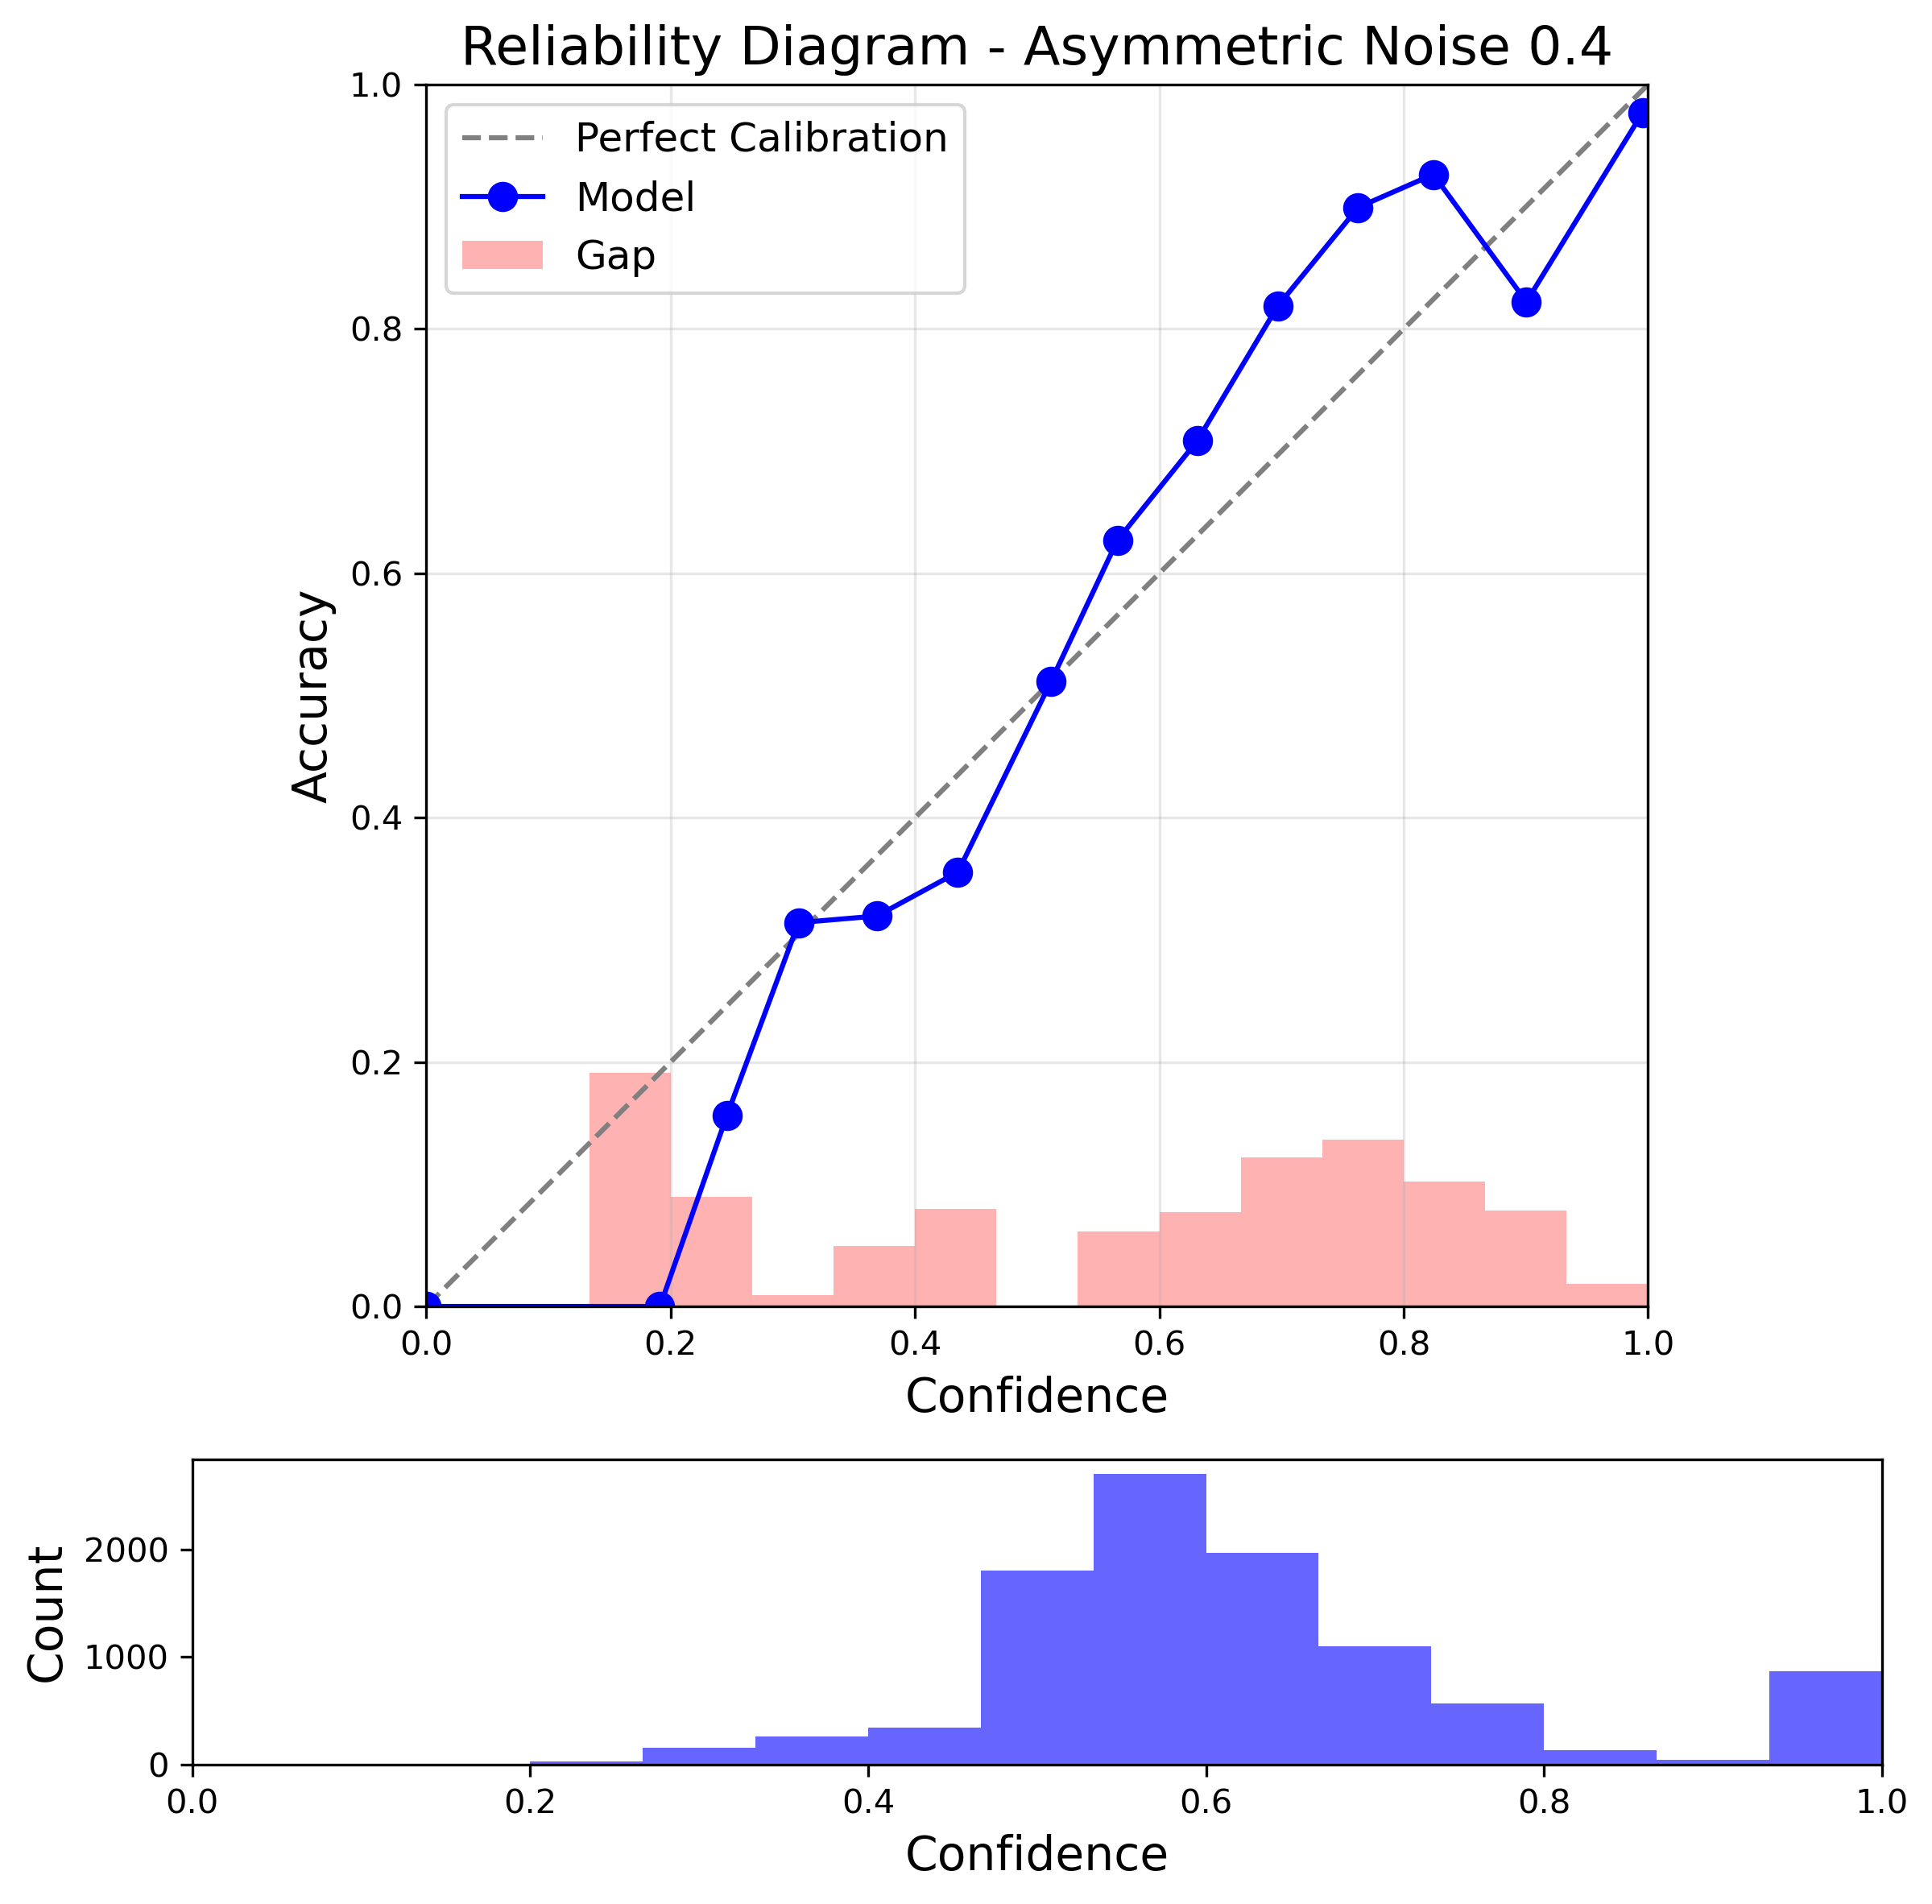 Reliability Diagram - Asymmetric Noise 0.4
Perfect Calibration
Model
Gap
1.0
0.8
0.6
0.4
0.2
0.0
Accuracy
0.0 0.2 0.4 0.6 0.8 1.0
Confidence
2000
1000
0
Count
0.0 0.2 0.4 0.6 0.8 1.0
Confidence